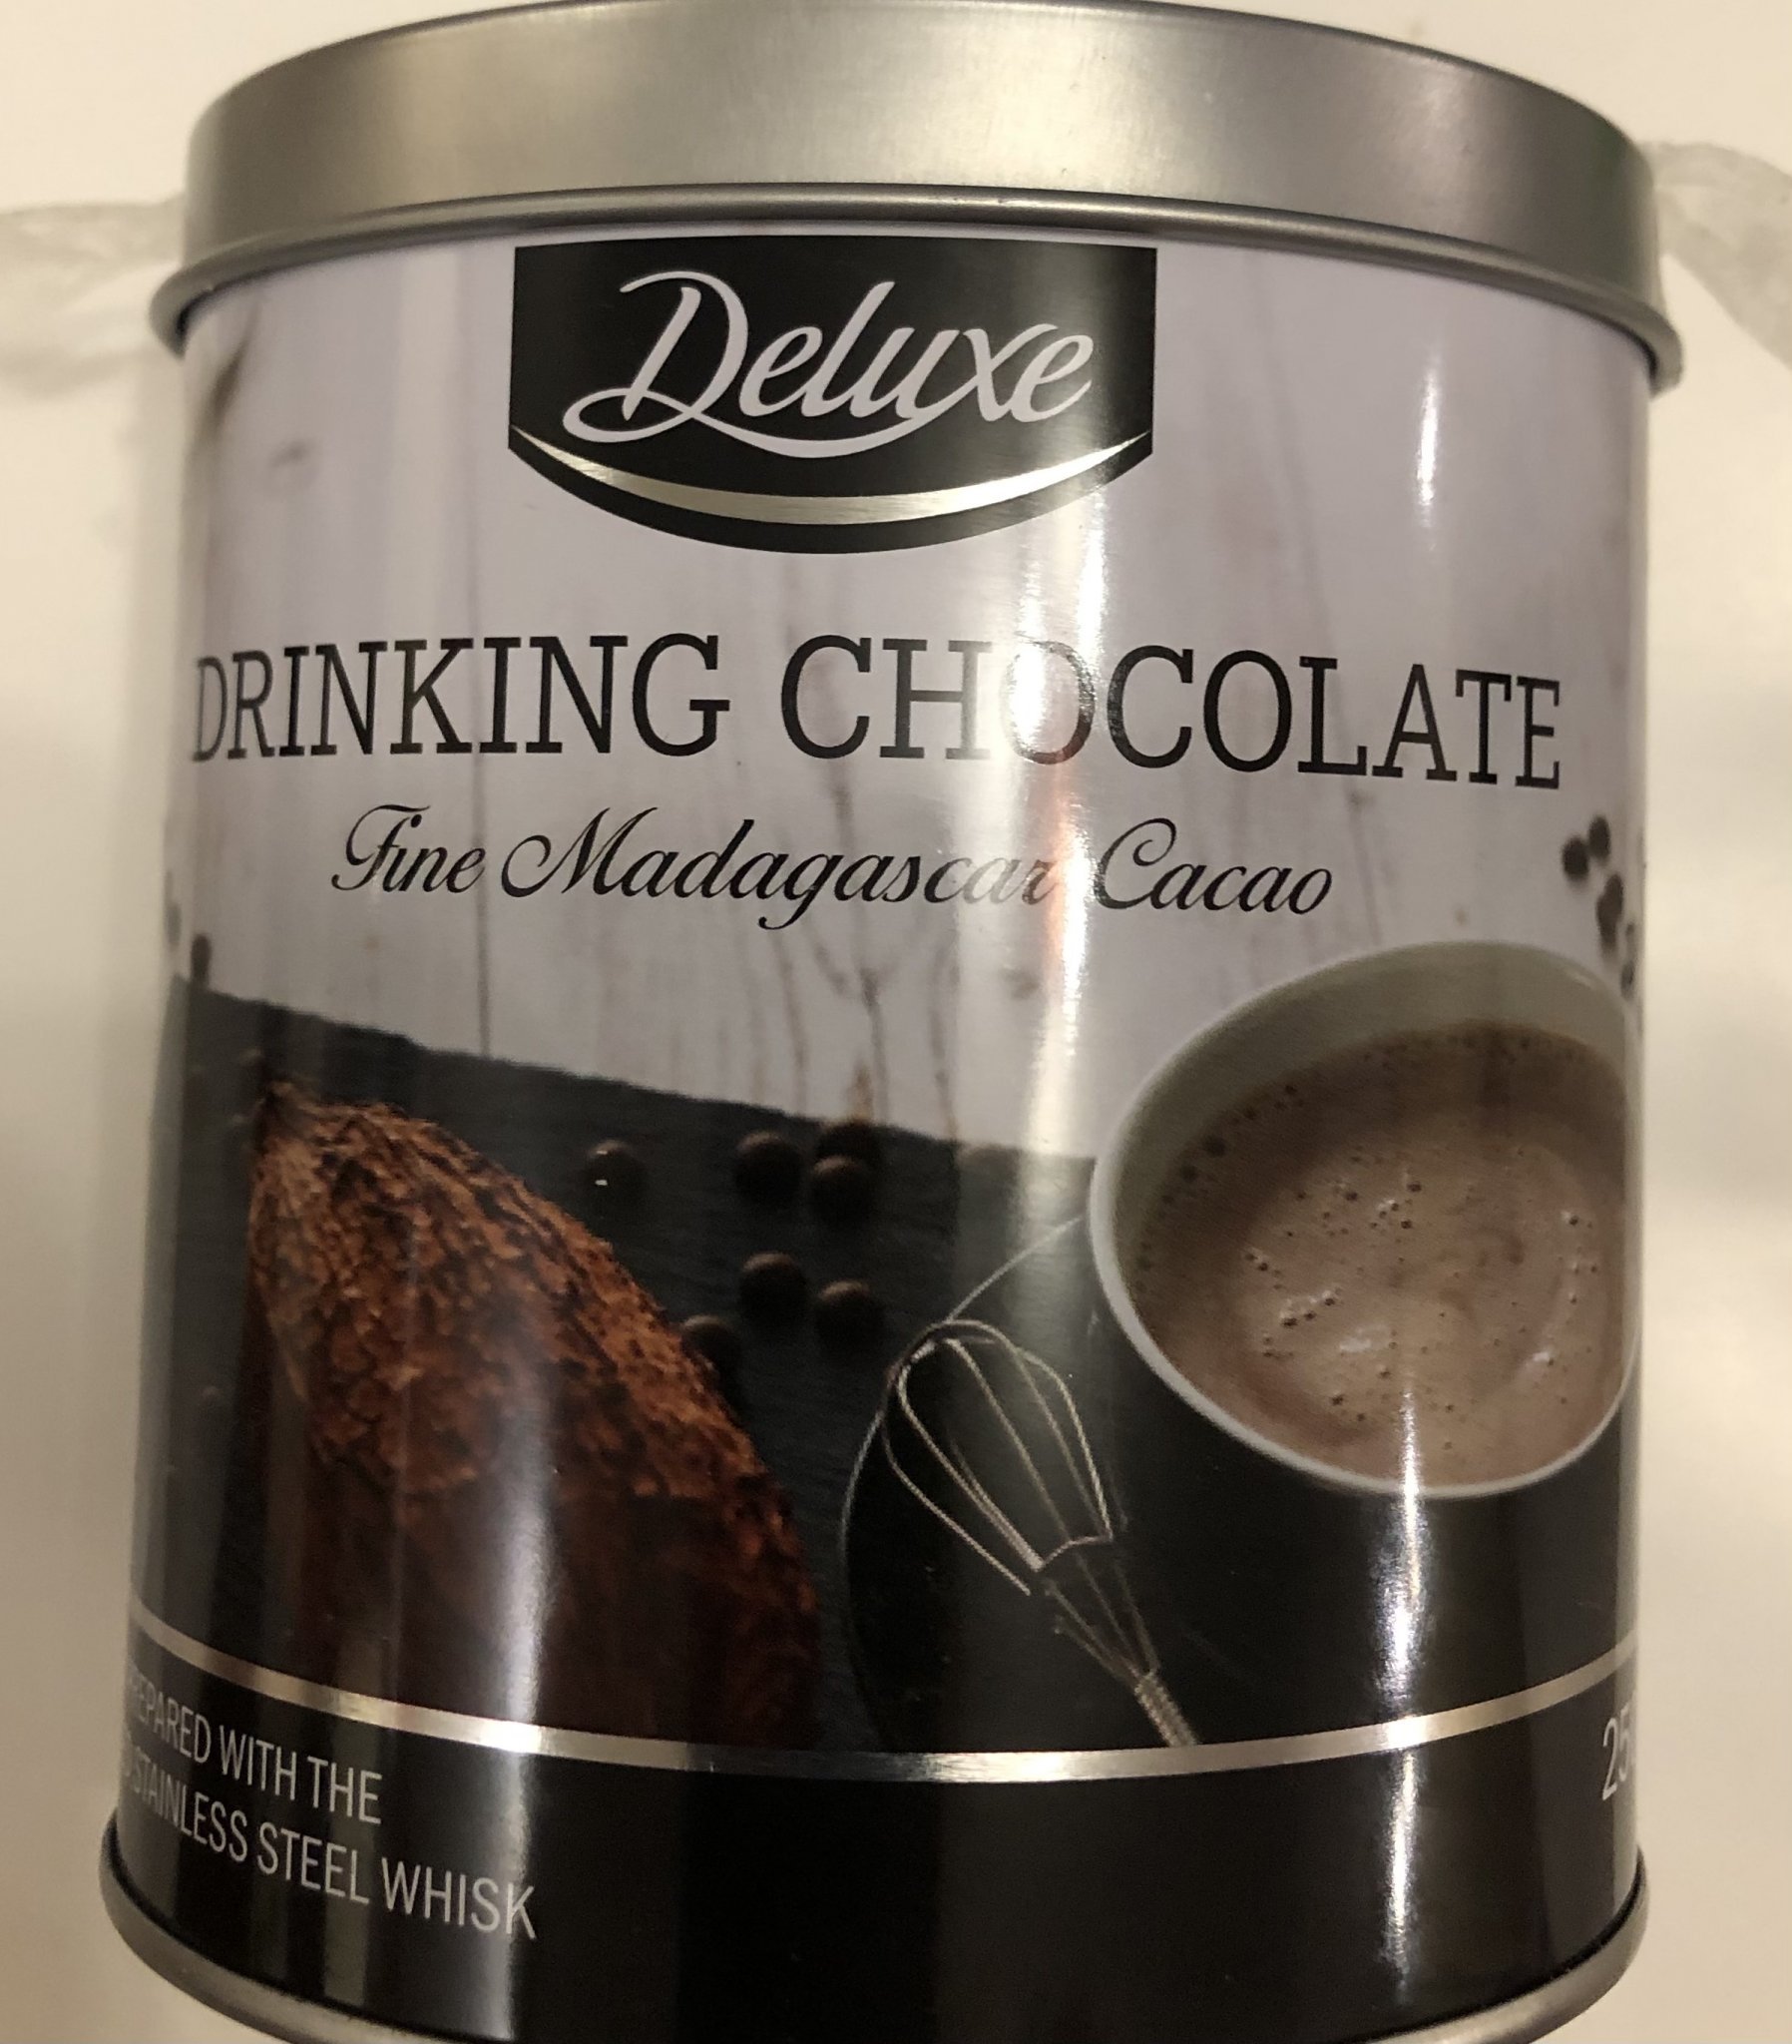 Deluxe
DRINKING CHOCOLATE
Fine Madagascar Cacao
WITH THE
STAINLESS STEEL WHISK